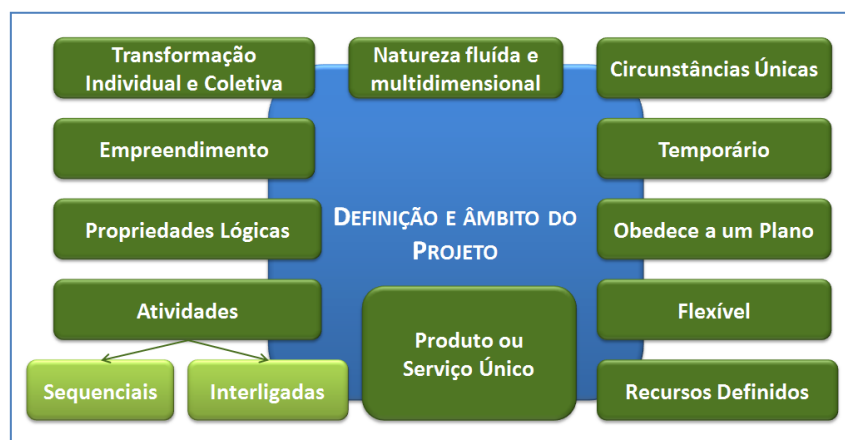 Transformação
Individual e Coletiva
Natureza fluída e
multidimensional
Circunstâncias Únicas
Empreendimento
Temporário
Propriedades Lógicas
DEFINIÇÃO E ÂMBITO DO
PROJETO
Obedece a um Plano
Atividades
Flexível
Produto ou
Serviço Único
Sequenciais
Interligadas
Recursos Definidos